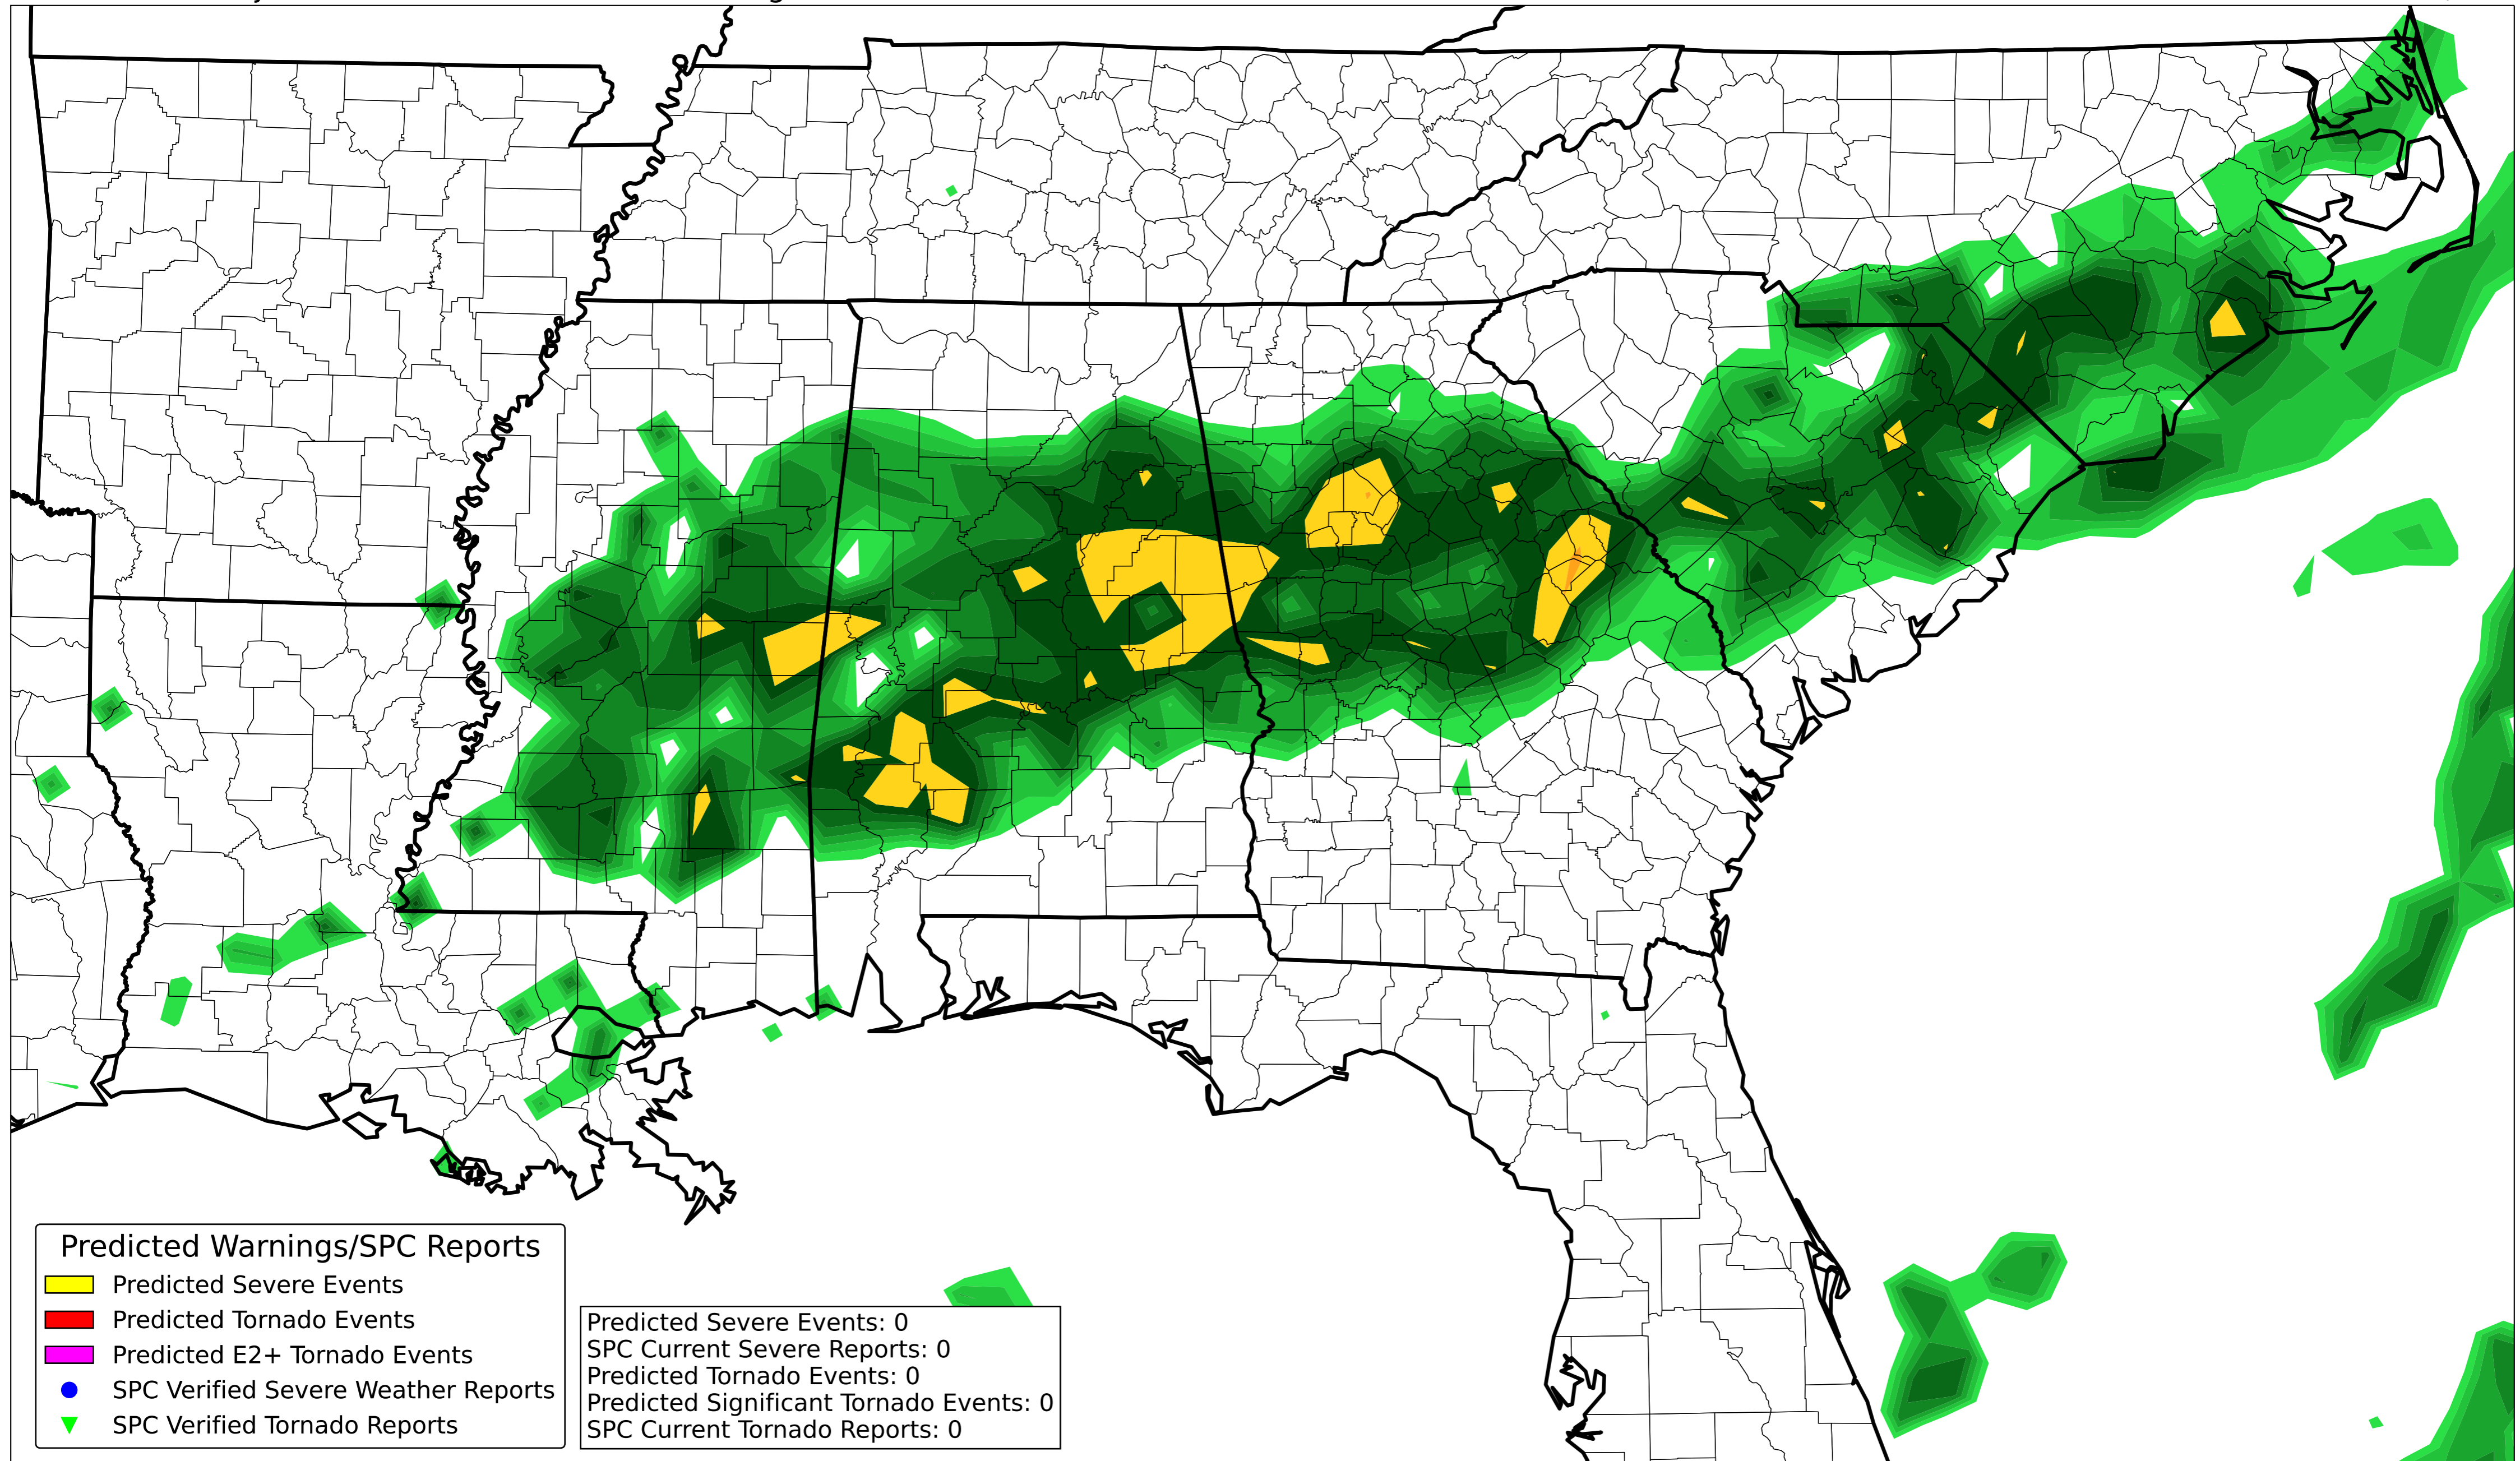 Predicted Warnings/SPC Reports
Predicted Severe Events
Predicted Tornado Events
Predicted E2+ Tornado Events
SPC Verified Severe Weather Reports
SPC Verified Tornado Reports
Predicted Severe Events: 0
SPC Current Severe Reports: 0
Predicted Tornado Events: 0
Predicted Significant Tornado Events: 0
SPC Current Tornado Reports: 0